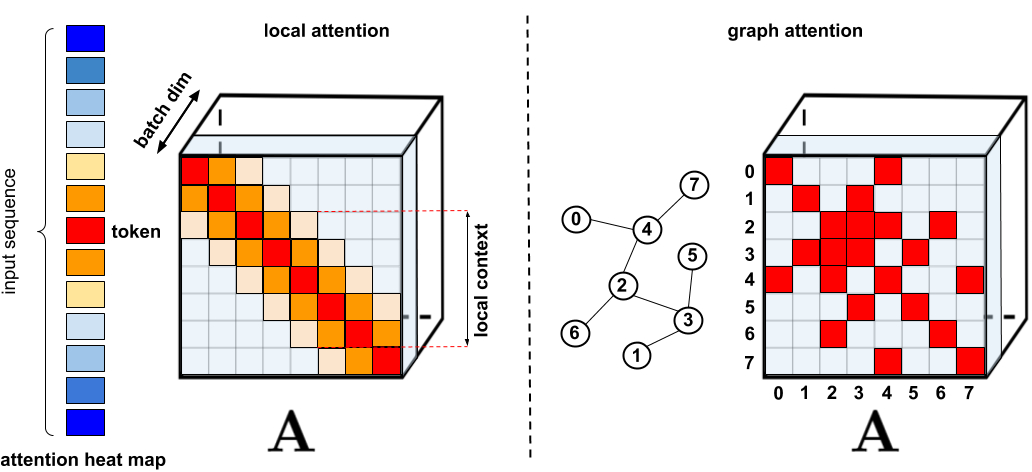 local attention
graph attention
batch dim
input sequence
token
local context
attention heat map
A
0
7
4
5
2
3
6
1
0
1
2
3
4
5
6
7
0 1 2 3 4 5 6 7
A